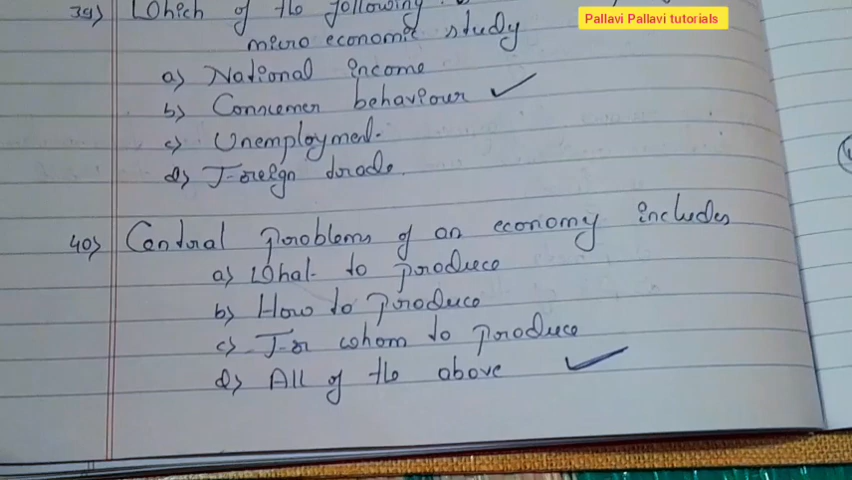 Pallavi Pallavi tutorials
39) Which of the following
micro economic study
a) National income
b) Consumer behaviour ✓
c) Unemployment.
d) Foreign trade.
40) Central problems of an economy includes
a) What to produce
b) How to produce
c) For whom to produce
d) All of the above ✓